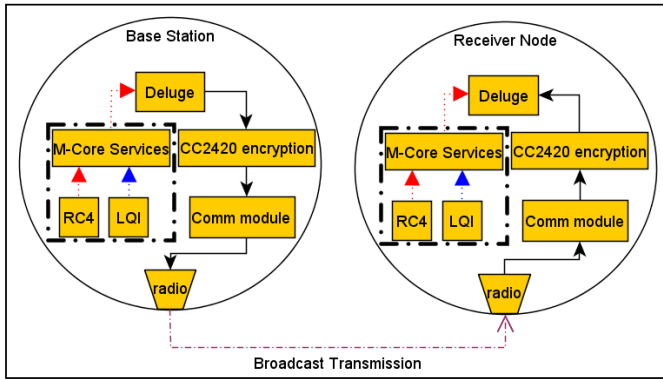 Base Station
Deluge
M-Core Services
CC2420 encryption
RC4
LQI
Comm module
radio
Receiver Node
Deluge
M-Core Services
CC2420 encryption
RC4
LQI
Comm module
radio
Broadcast Transmission